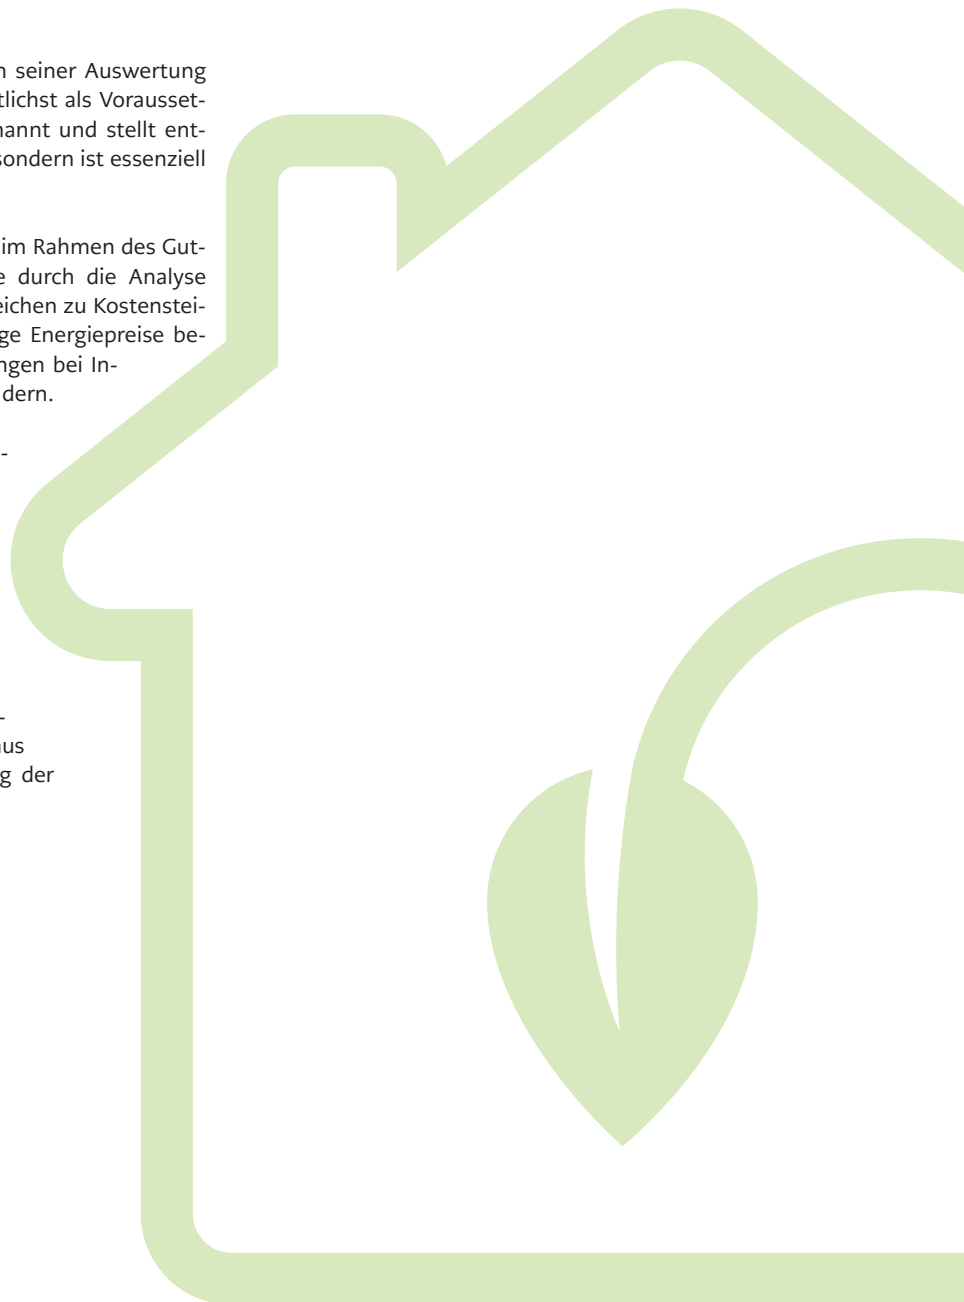 n seiner Auswertung
tlichst als Vorausset-
nannt und stellt ent-
sondern ist essenziell
im Rahmen des Gut-
e durch die Analyse
eichen zu Kostenstei-
ge Energiepreise be-
ngen bei In-
dern.
-
-
us
g der